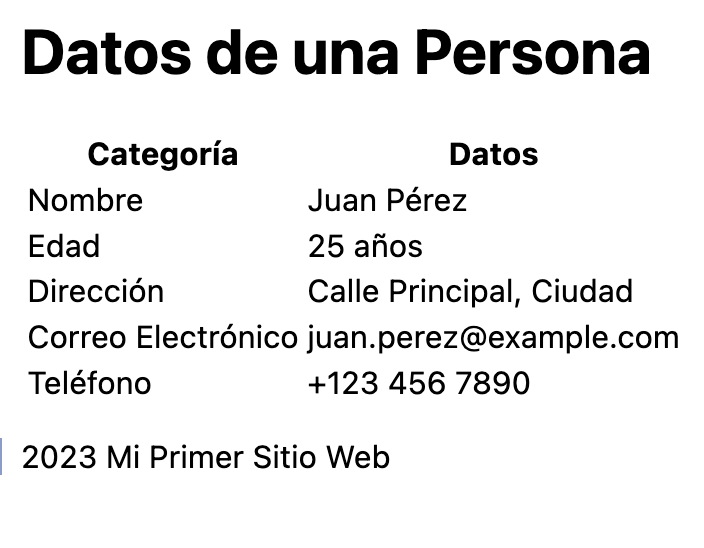 Datos de una Persona
Categoría Datos
Nombre Juan Pérez
Edad 25 años
Dirección Calle Principal, Ciudad
Correo Electrónico juan.perez@example.com
Teléfono +123 456 7890
2023 Mi Primer Sitio Web